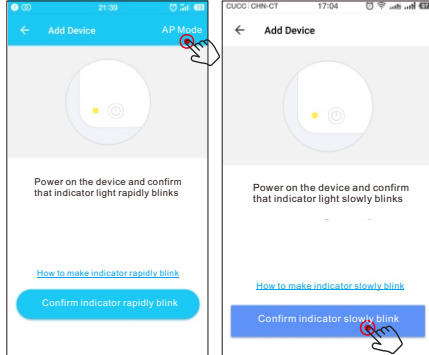 21:39
Add Device
AP Mode
Power on the device and confirm
that indicator light rapidly blinks
How to make indicator rapidly blink
Confirm indicator rapidly blink
CUCC CHN-CT
17:04
Add Device
Power on the device and confirm
that indicator light slowly blinks
How to make indicator slowly blink
Confirm indicator slowly blink